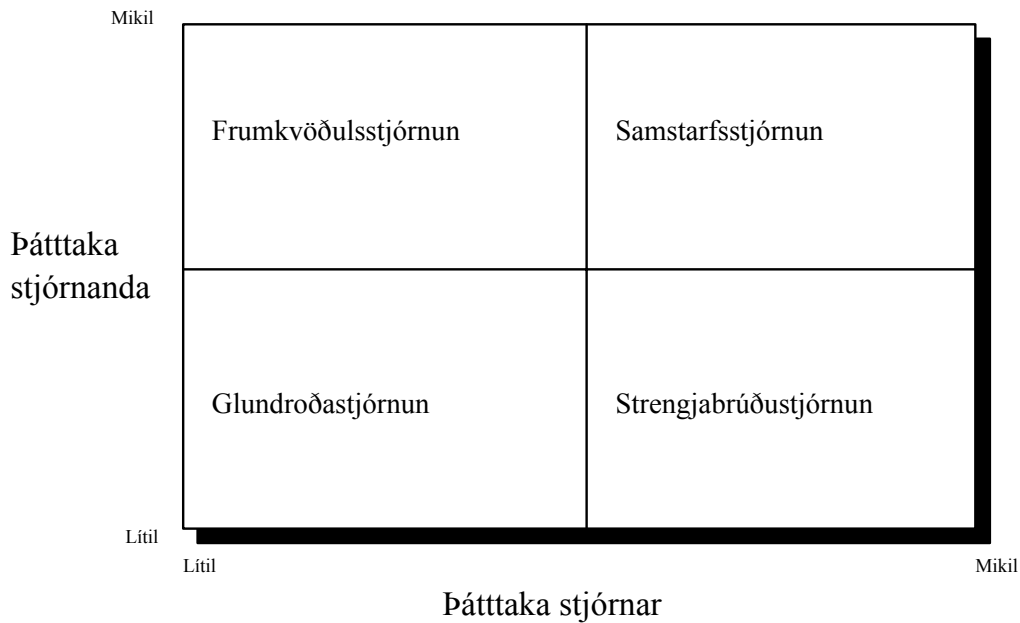 Mikil
Frumkvöðulsstjórnun
Samstarfsstjórnun
Þátttaka
stjórnanda
Glundroðastjórnun
Strengjabrúðustjórnun
Lítil
Lítil
Mikil
Þátttaka stjórnar